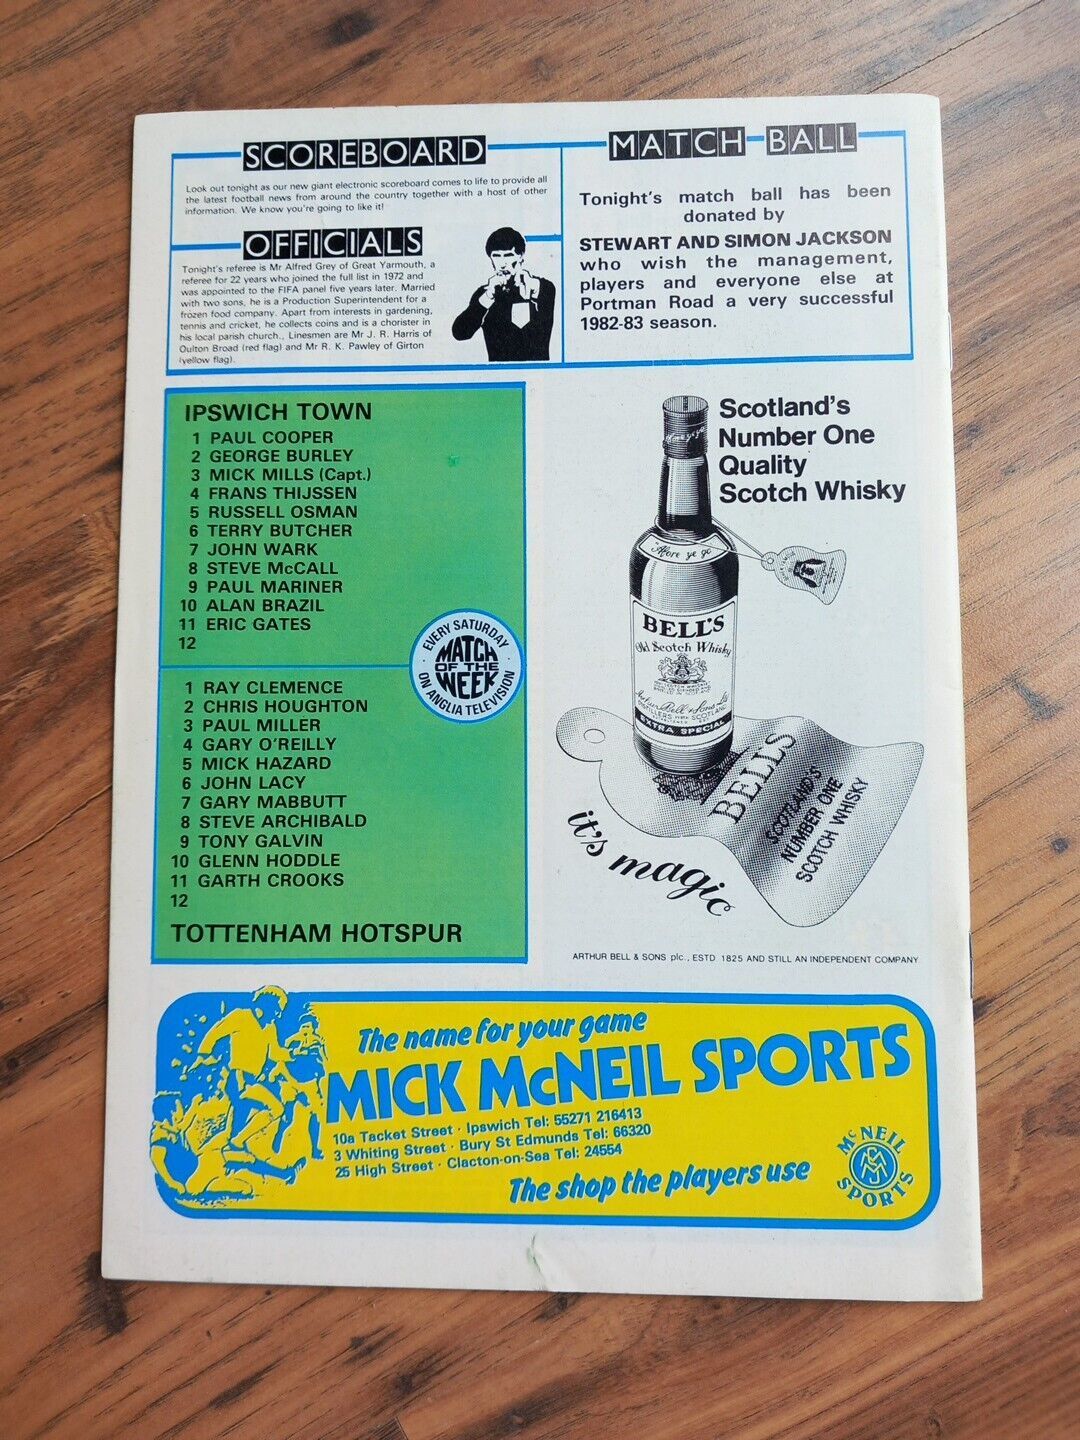 SCOREBOARD
Look out tonight as our new giant electronic scoreboard comes to life to provide all
the latest football news from around the country together with a host of other
information. We know you're going to like it!
OFFICIALS
Tonight's referee is Mr Alfred Grey of Great Yarmouth, a
referee for 22 years who joined the full list in 1972 and
was appointed to the FIFA panel five years later. Married
with two sons, he is a Production Superintendent for a
frozen food company. Apart from interests in gardening,
tennis and cricket, he collects coins and is a chorister in
his local parish church., Linesmen are Mr J. R. Harris of
Oulton Broad (red flag) and Mr R. K. Pawley of Girton
(yellow flag).
MATCH BALL
Tonight's match ball has been
donated by
STEWART AND SIMON JACKSON
who wish the management,
players and everyone else at
Portman Road a very successful
1982-83 season.
IPSWICH TOWN
1 PAUL COOPER
2 GEORGE BURLEY
3 MICK MILLS (Capt.)
4 FRANS THIJSSEN
5 RUSSELL OSMAN
6 TERRY BUTCHER
7 JOHN WARK
8 STEVE McCALL
9 PAUL MARINER
10 ALAN BRAZIL
11 ERIC GATES
12
EVERY SATURDAY
MATCH
OF THE
WEEK
ON ANGLIA TELEVISION
1 RAY CLEMENCE
2 CHRIS HOUGHTON
3 PAUL MILLER
4 GARY O'REILLY
5 MICK HAZARD
6 JOHN LACY
7 GARY MABBUTT
8 STEVE ARCHIBALD
9 TONY GALVIN
10 GLENN HODDLE
11 GARTH CROOKS
12
TOTTENHAM HOTSPUR
Scotland's
Number One
Quality
Scotch Whisky
Afore ye go
BELL'S
Old Scotch Whisky
Arthur Bell & Sons Ltd
DISTILLERS PERTH SCOTLAND
EXTRA SPECIAL
BELL'S
SCOTLAND'S
NUMBER ONE
SCOTCH WHISKY
it's magic
ARTHUR BELL & SONS plc., ESTD 1825 AND STILL AN INDEPENDENT COMPANY
The name for your game
MICK McNEIL SPORTS
10a Tacket Street · Ipswich Tel: 55271 216413
3 Whiting Street · Bury St Edmunds Tel: 66320
25 High Street · Clacton-on-Sea Tel: 24554
The shop the players use
McNEIL
SPORTS